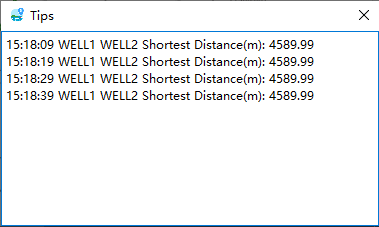 Tips
15:18:09 WELL1 WELL2 Shortest Distance(m): 4589.99
15:18:19 WELL1 WELL2 Shortest Distance(m): 4589.99
15:18:29 WELL1 WELL2 Shortest Distance(m): 4589.99
15:18:39 WELL1 WELL2 Shortest Distance(m): 4589.99